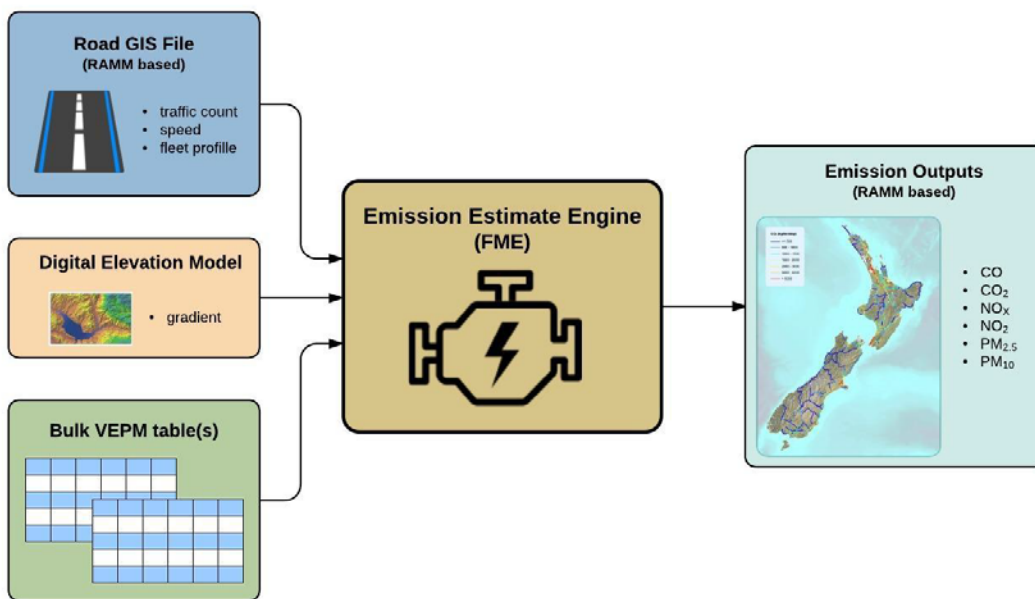 Road GIS File
(RAMM based)
• traffic count
• speed
• fleet profille
Digital Elevation Model
• gradient
Bulk VEPM table(s)
Emission Estimate Engine
(FME)
Emission Outputs
(RAMM based)
• CO
• CO₂
• NOₓ
• NO₂
• PM₂.₅
• PM₁₀